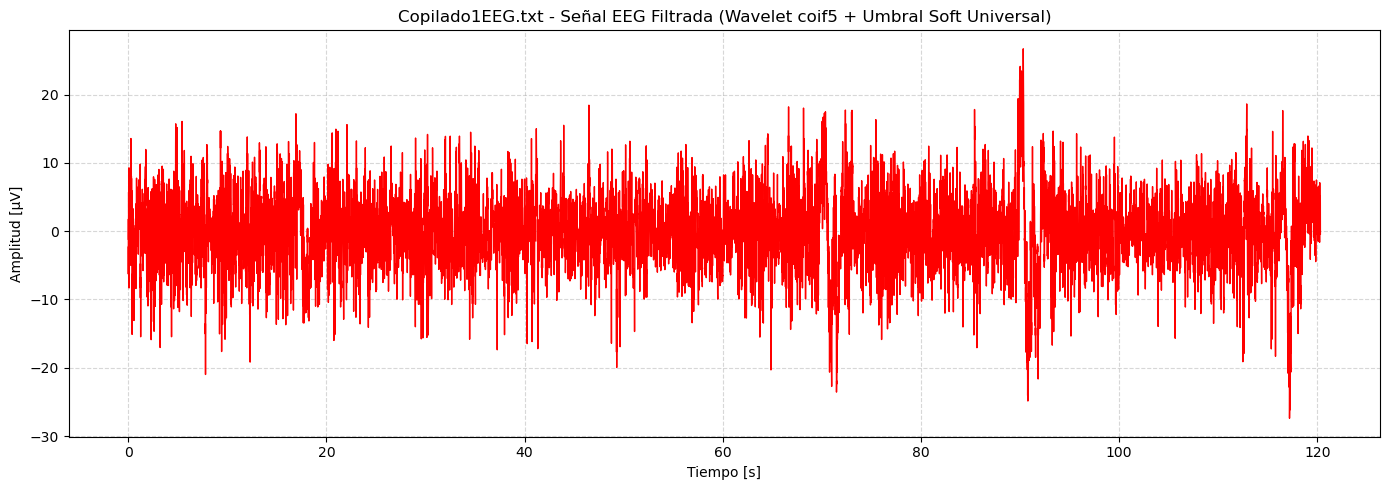 Copilado1EEG.txt - Señal EEG Filtrada (Wavelet coif5 + Umbral Soft Universal)
Amplitud [µV]
20
10
0
−10
−20
−30
0 20 40 60 80 100 120
Tiempo [s]